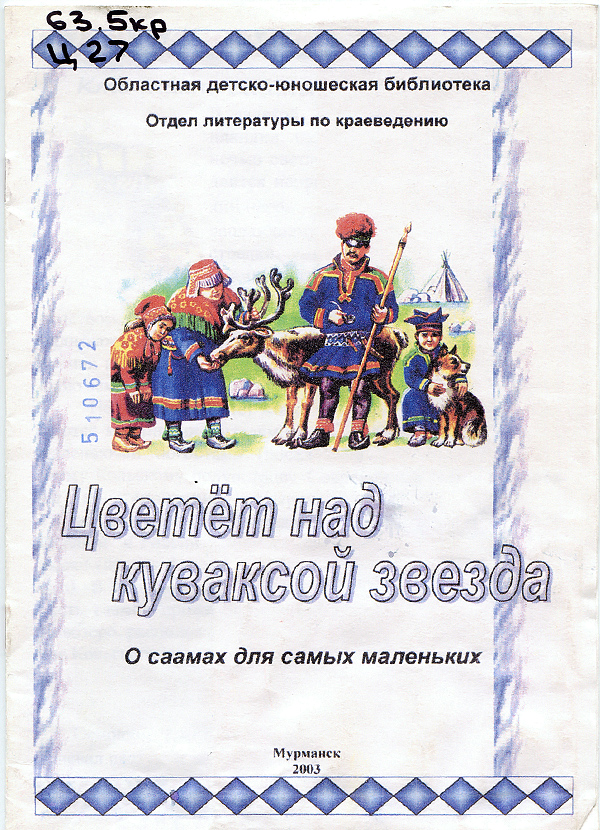 63.5кр
Ц 27
Областная детско-юношеская библиотека
Отдел литературы по краеведению
510672
Цветёт над
куваксой звезда
О саамах для самых маленьких
Мурманск
2003